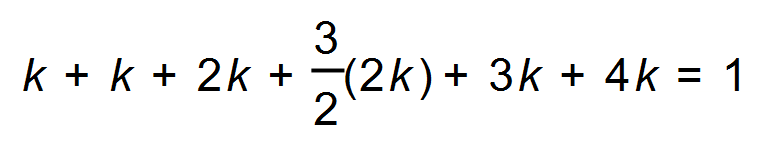 k + k + 2k + 3/2(2k) + 3k + 4k = 1